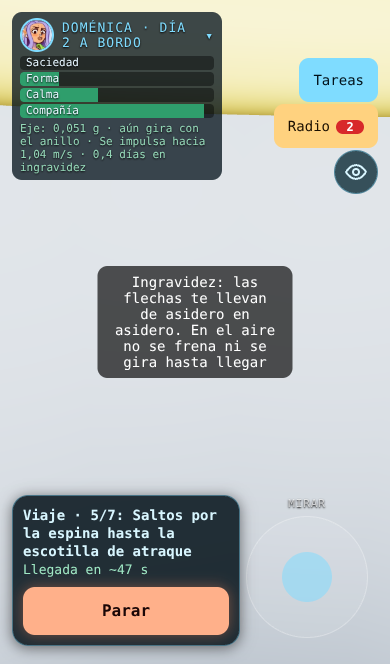 DOMÉNICA · DÍA
2 A BORDO
▾
Saciedad
Forma
Calma
Compañía
Eje: 0,051 g · aún gira con
el anillo · Se impulsa hacia
1,04 m/s · 0,4 días en
ingravidez
Tareas
Radio 2
Ingravidez: las
flechas te llevan
de asidero en
asidero. En el aire
no se frena ni se
gira hasta llegar
MIRAR
Viaje · 5/7: Saltos por
la espina hasta la
escotilla de atraque
Llegada en ~47 s
Parar